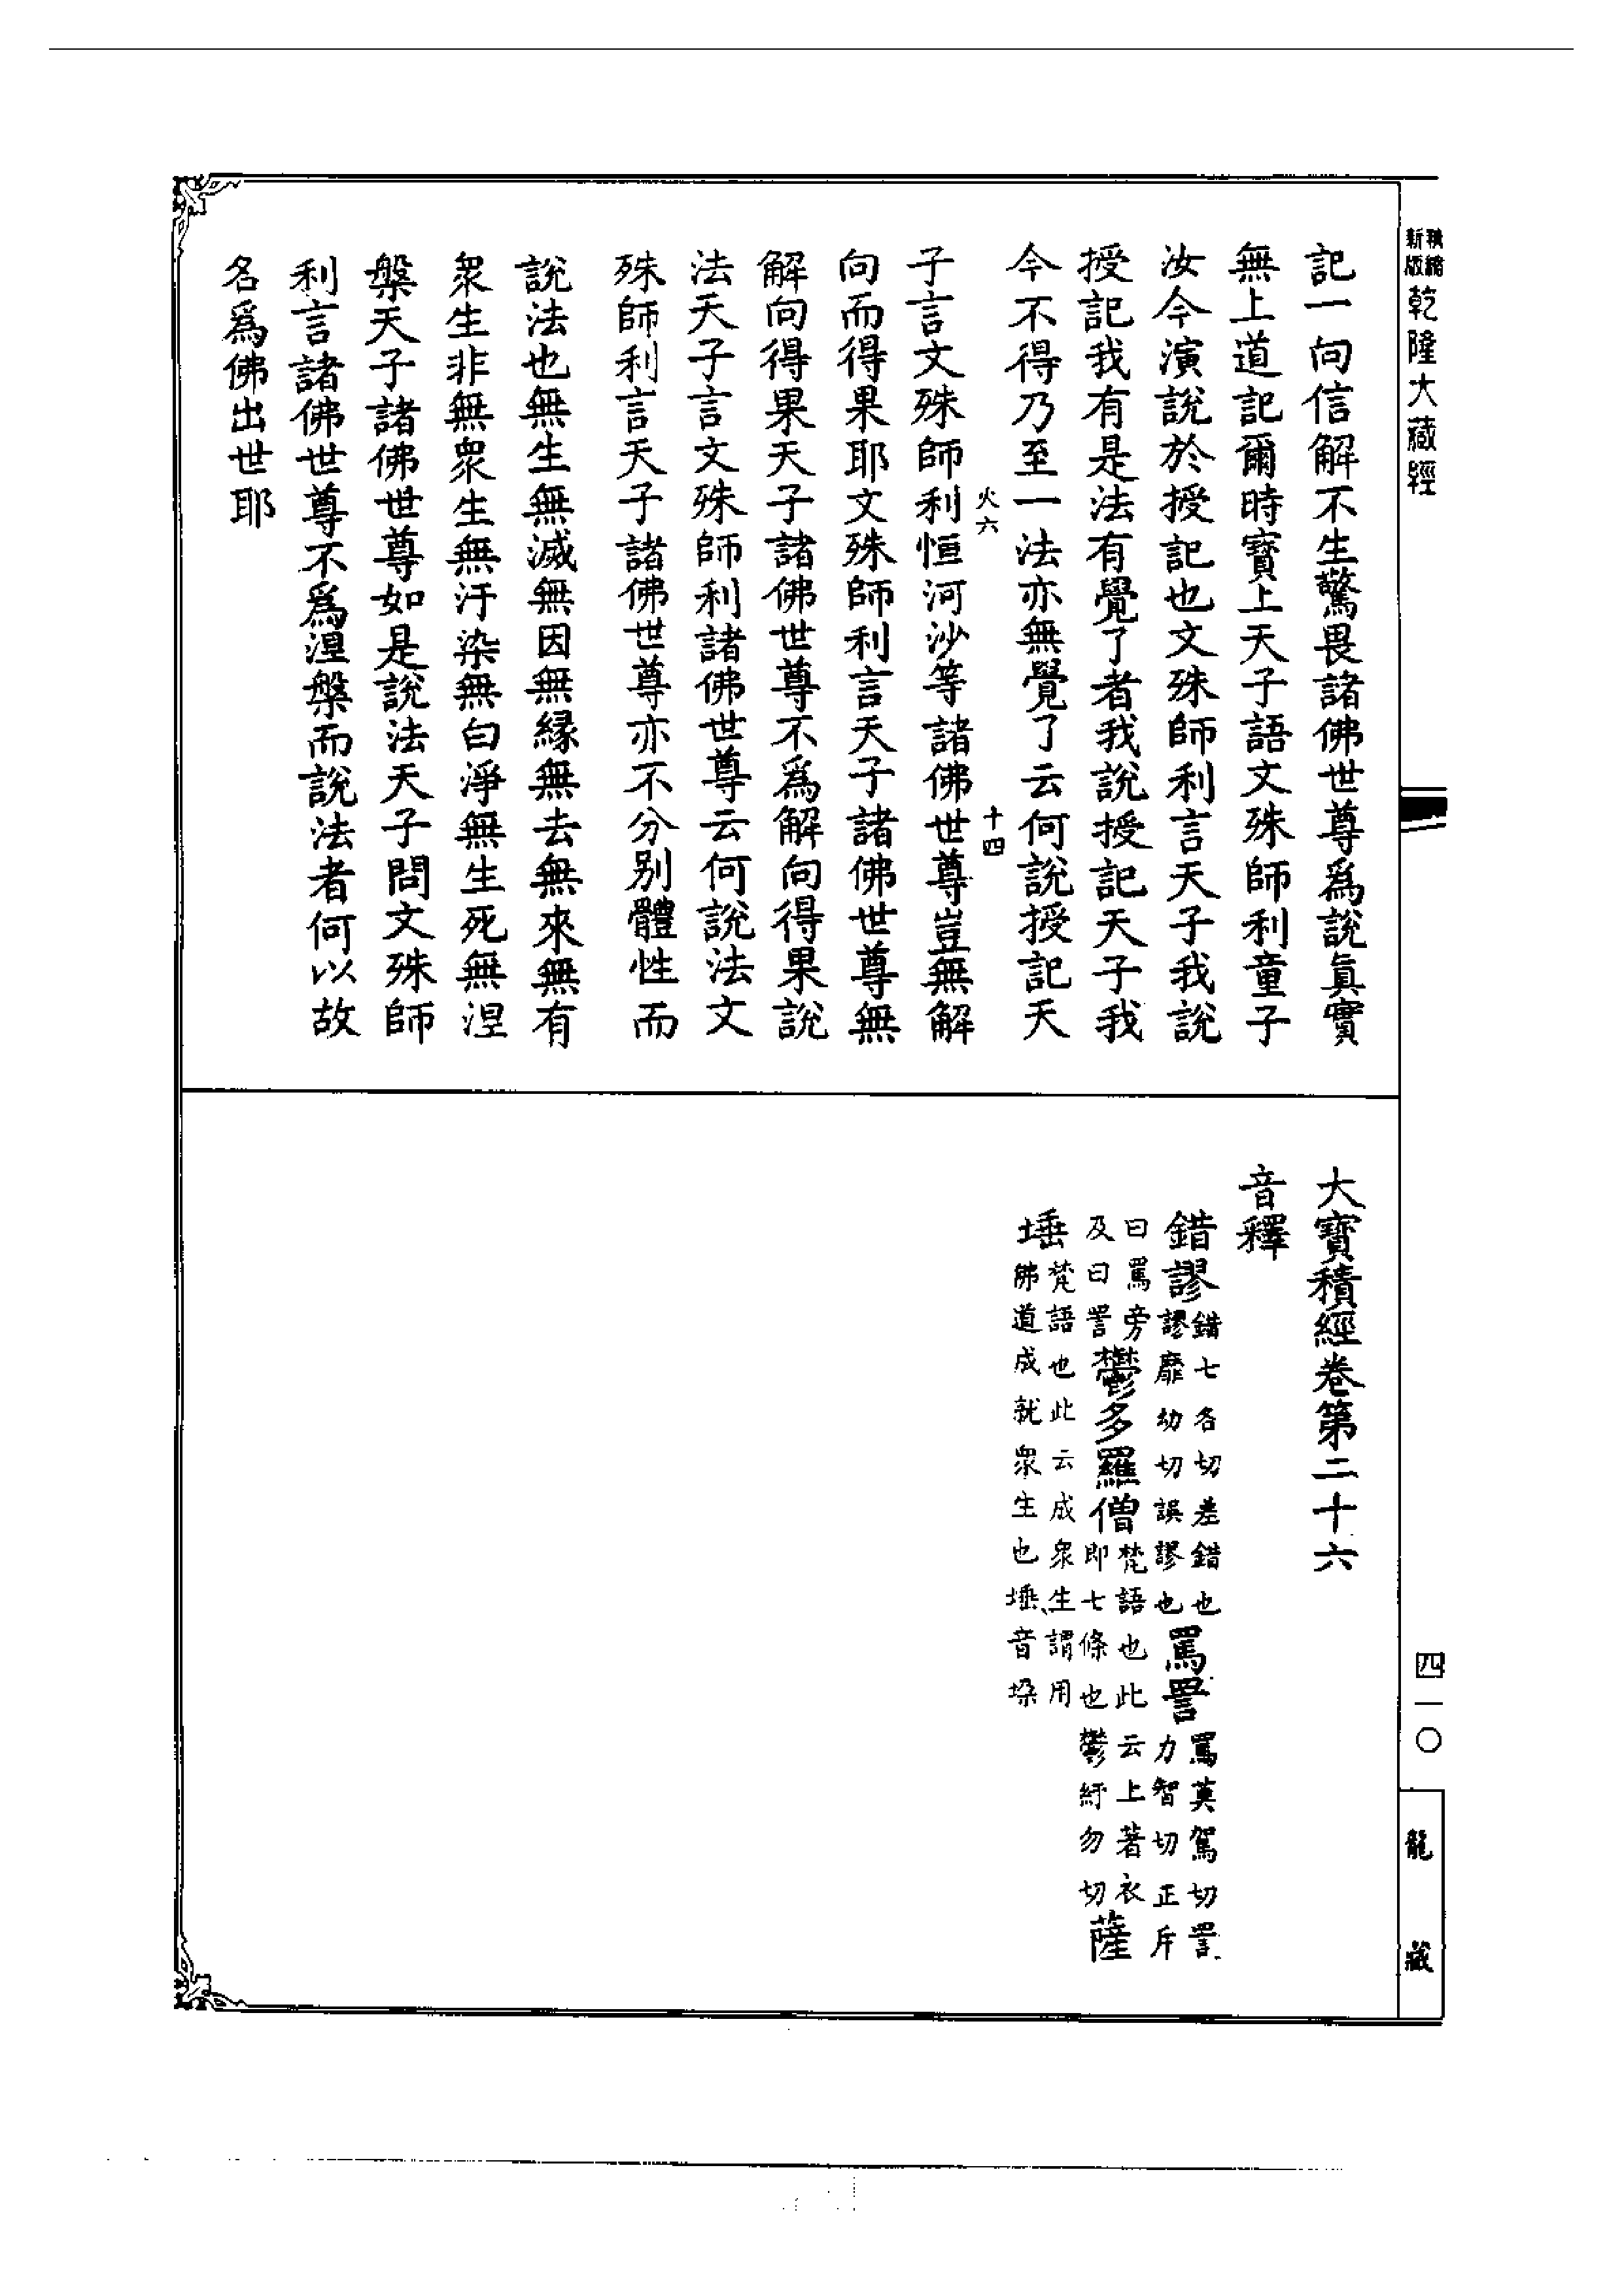 新版精縮乾隆大藏經
記一向信解不生驚畏諸佛世尊爲說眞實
無上道記爾時寶上天子語文殊師利童子
汝今演說於授記也文殊師利言天子我說
授記我有是法有覺了者我說授記天子我
今不得乃至一法亦無覺了云何說授記天
火六 十四
子言文殊師利恒河沙等諸佛世尊豈無解
向而得果耶文殊師利言天子諸佛世尊無
解向得果天子諸佛世尊不爲解向得果說
法天子言文殊師利諸佛世尊云何說法文
殊師利言天子諸佛世尊亦不分別體性而
說法也無生無滅無因無緣無去無來無有
衆生非無衆生無汙染無白淨無生死無涅
槃天子諸佛世尊如是說法天子問文殊師
利言諸佛世尊不爲涅槃而說法者何以故
名爲佛出世耶
大寶積經卷第二十六
音釋
錯謬錯七各切差錯也謬靡幼切誤謬也罵詈罵莫駕切詈力智切正斥
曰罵旁及曰詈鬱多羅僧梵語也此云上著衣即七條也鬱紆勿切薩
埵梵語也此云成衆生謂用佛道成就衆生也埵音垜
四一〇
龍藏